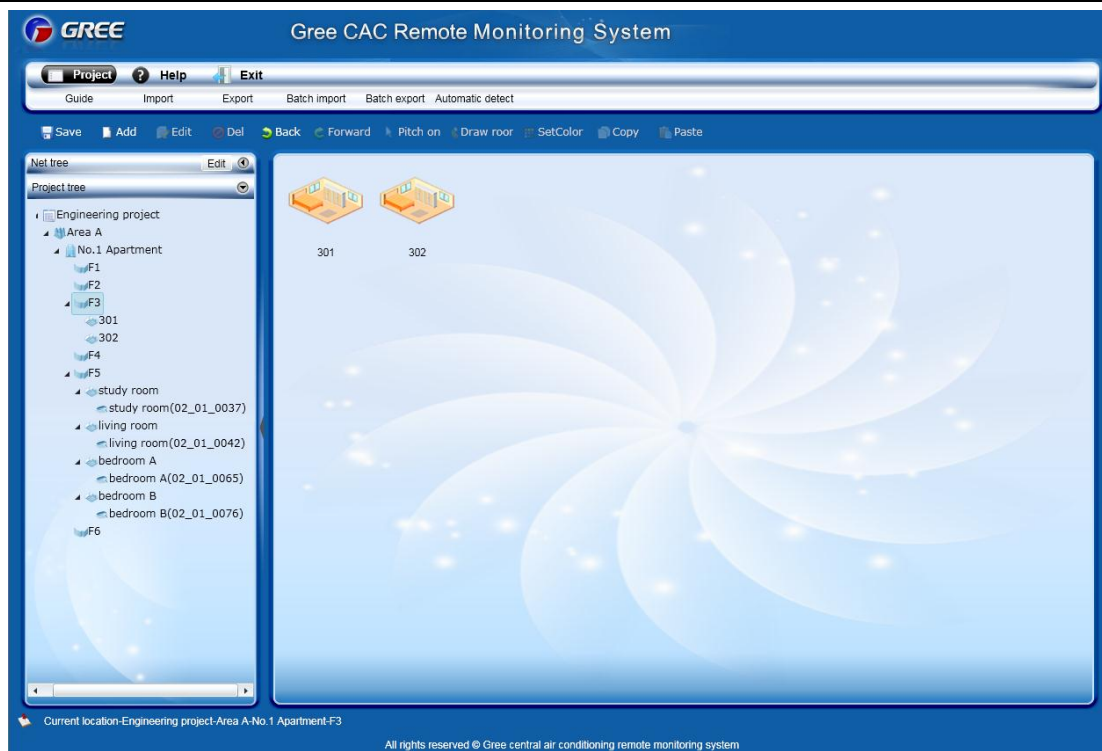 GREE Gree CAC Remote Monitoring System
Project Help Exit
Guide Import Export Batch import Batch export Automatic detect
Save Add Edit Del Back Forward Pitch on Draw roor SetColor Copy Paste
Net tree Edit
Project tree
Engineering project
Area A
No.1 Apartment
F1
F2
F3
301
302
F4
F5
study room
study room(02_01_0037)
living room
living room(02_01_0042)
bedroom A
bedroom A(02_01_0065)
bedroom B
bedroom B(02_01_0076)
F6
301 302
Current location-Engineering project-Area A-No.1 Apartment-F3
All rights reserved © Gree central air conditioning remote monitoring system